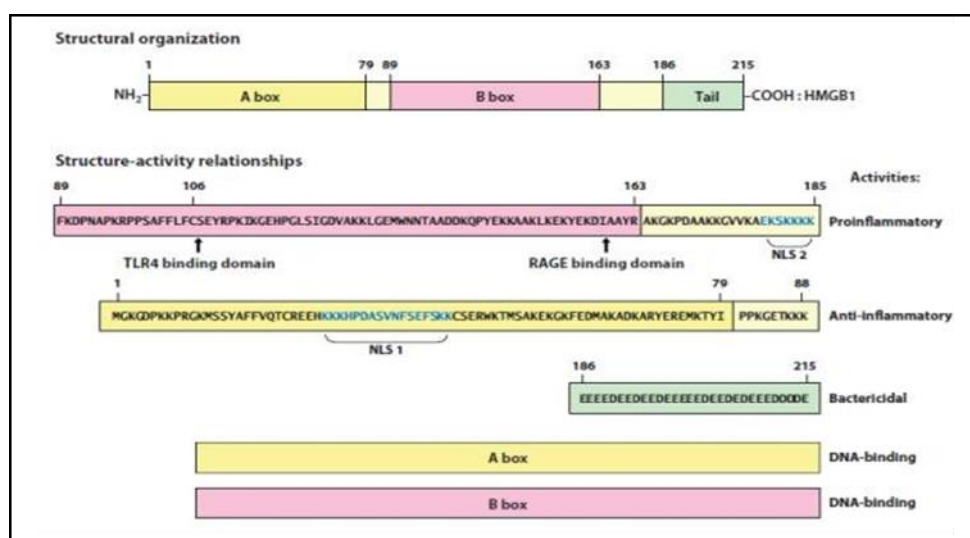 Structural organization
1 79 89 163 186 215
NH2 A box B box Tail COOH : HMGB1
Structure-activity relationships
Activities:
89 106 163 185
FKDPNAPKRPPSAFFLFCSEYRPKIKGEHPGLSIGDVAKKLGEMWNNTAADDKQPYEKKAAKLKEKYEKDIAAYR AKGKPDAAKKGVVKAEKSKKKK Proinflammatory
NLS 2
TLR4 binding domain RAGE binding domain
1 79 88
MGKGDPKKPRGKMSSYAFFVQTCREEHKKKHPDASVNFSEFSKKCSERWKTMSAKEKGKFEDMAKADKARYEREMKTYI PPKGETKKK Anti-inflammatory
NLS 1
186 215
EEEEDEEDEEDEEEEEDEEDEDEEEDDDDE Bactericidal
A box DNA-binding
B box DNA-binding